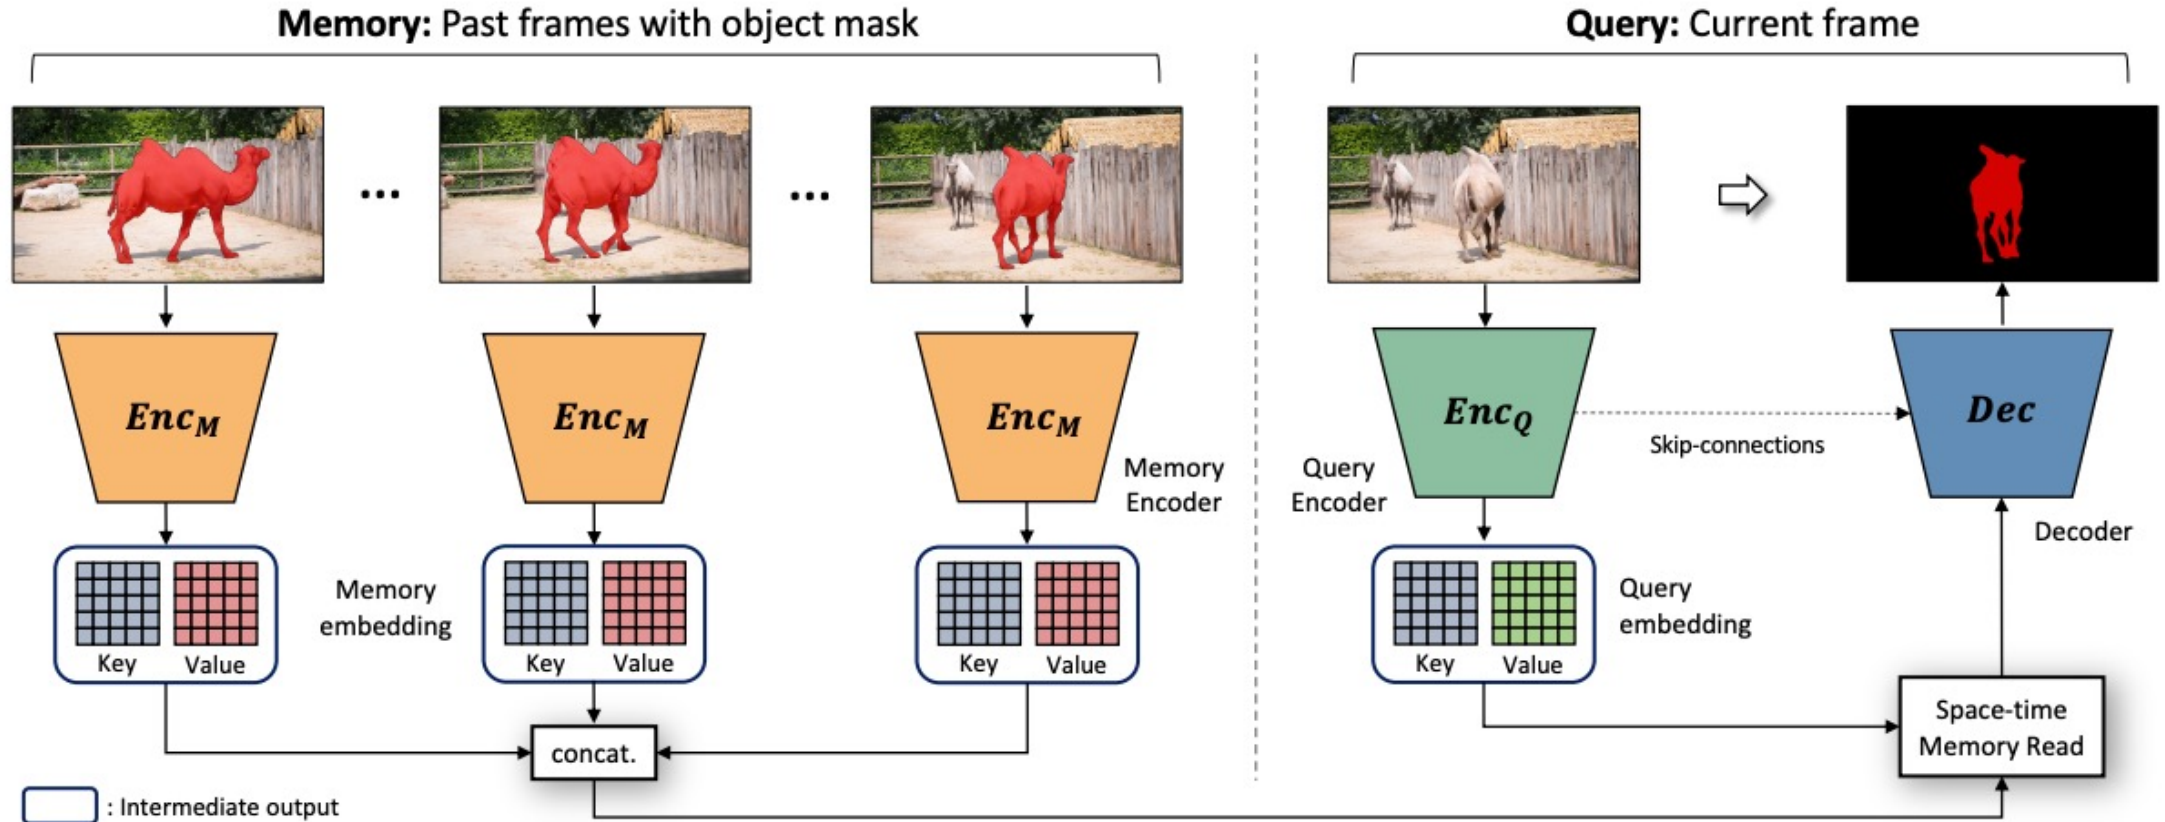 Memory: Past frames with object mask
Query: Current frame
...
...
Enc_M
Enc_M
Enc_M
Memory
Encoder
Query
Encoder
Enc_Q
Skip-connections
Dec
Decoder
Key Value
Memory
embedding
Key Value
Key Value
Key Value
Query
embedding
concat.
Space-time
Memory Read
: Intermediate output